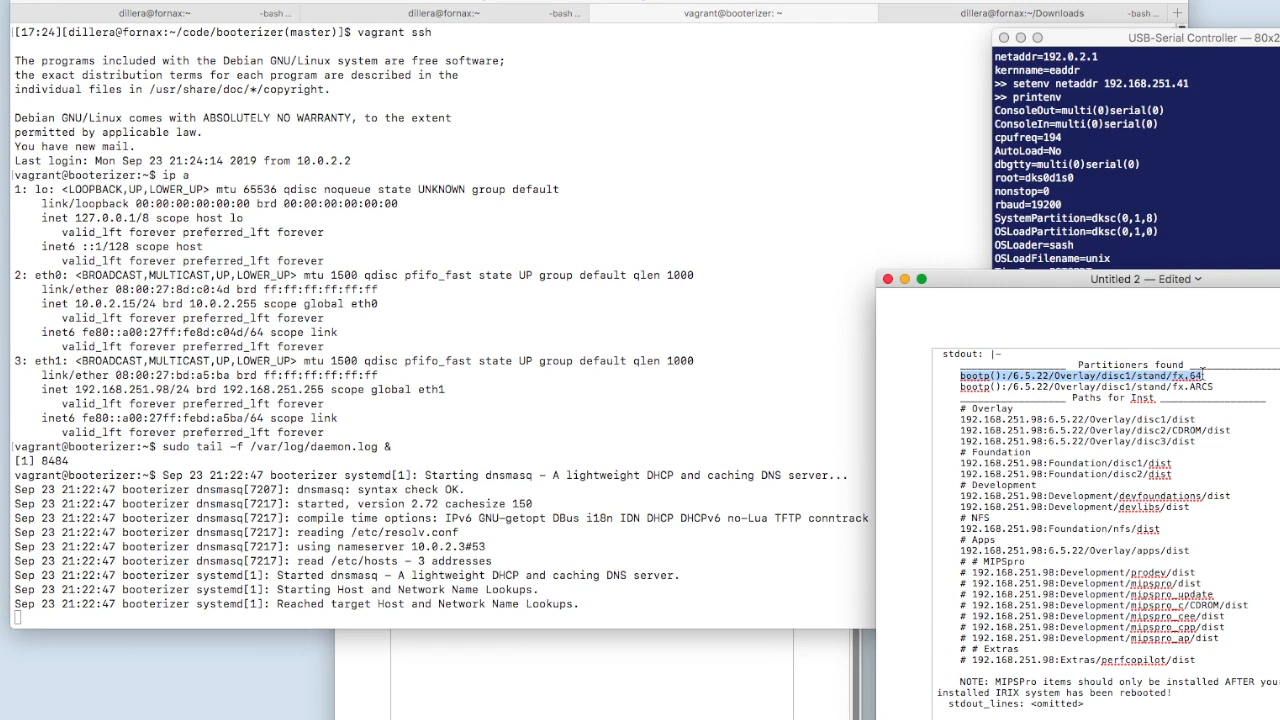 dillera@fornax:~ -bash ...
dillera@fornax:~ -bash ...
vagrant@booterizer: ~
dillera@fornax:~/Downloads -bash ...
[17:24][dillera@fornax:~/code/booterizer(master)]$ vagrant ssh
The programs included with the Debian GNU/Linux system are free software;
the exact distribution terms for each program are described in the
individual files in /usr/share/doc/*/copyright.
Debian GNU/Linux comes with ABSOLUTELY NO WARRANTY, to the extent
permitted by applicable law.
You have new mail.
Last login: Mon Sep 23 21:24:14 2019 from 10.0.2.2
vagrant@booterizer:~$ ip a
1: lo: <LOOPBACK,UP,LOWER_UP> mtu 65536 qdisc noqueue state UNKNOWN group default
link/loopback 00:00:00:00:00:00 brd 00:00:00:00:00:00
inet 127.0.0.1/8 scope host lo
valid_lft forever preferred_lft forever
inet6 ::1/128 scope host
valid_lft forever preferred_lft forever
2: eth0: <BROADCAST,MULTICAST,UP,LOWER_UP> mtu 1500 qdisc pfifo_fast state UP group default qlen 1000
link/ether 08:00:27:8d:c0:4d brd ff:ff:ff:ff:ff:ff
inet 10.0.2.15/24 brd 10.0.2.255 scope global eth0
valid_lft forever preferred_lft forever
inet6 fe80::a00:27ff:fe8d:c04d/64 scope link
valid_lft forever preferred_lft forever
3: eth1: <BROADCAST,MULTICAST,UP,LOWER_UP> mtu 1500 qdisc pfifo_fast state UP group default qlen 1000
link/ether 08:00:27:bd:a5:ba brd ff:ff:ff:ff:ff:ff
inet 192.168.251.98/24 brd 192.168.251.255 scope global eth1
valid_lft forever preferred_lft forever
inet6 fe80::a00:27ff:febd:a5ba/64 scope link
valid_lft forever preferred_lft forever
vagrant@booterizer:~$ sudo tail -f /var/log/daemon.log &
[1] 8484
vagrant@booterizer:~$ Sep 23 21:22:47 booterizer systemd[1]: Starting dnsmasq - A lightweight DHCP and caching DNS server...
Sep 23 21:22:47 booterizer dnsmasq[7207]: dnsmasq: syntax check OK.
Sep 23 21:22:47 booterizer dnsmasq[7217]: started, version 2.72 cachesize 150
Sep 23 21:22:47 booterizer dnsmasq[7217]: compile time options: IPv6 GNU-getopt DBus i18n IDN DHCP DHCPv6 no-Lua TFTP conntrack
Sep 23 21:22:47 booterizer dnsmasq[7217]: reading /etc/resolv.conf
Sep 23 21:22:47 booterizer dnsmasq[7217]: using nameserver 10.0.2.3#53
Sep 23 21:22:47 booterizer dnsmasq[7217]: read /etc/hosts - 3 addresses
Sep 23 21:22:47 booterizer systemd[1]: Started dnsmasq - A lightweight DHCP and caching DNS server.
Sep 23 21:22:47 booterizer systemd[1]: Starting Host and Network Name Lookups.
Sep 23 21:22:47 booterizer systemd[1]: Reached target Host and Network Name Lookups.
USB-Serial Controller — 80x2
netaddr=192.0.2.1
kernname=eaddr
>> setenv netaddr 192.168.251.41
>> printenv
ConsoleOut=multi(0)serial(0)
ConsoleIn=multi(0)serial(0)
cpufreq=194
AutoLoad=No
dbgtty=multi(0)serial(0)
root=dks0d1s0
nonstop=0
rbaud=19200
SystemPartition=dksc(0,1,8)
OSLoadPartition=dksc(0,1,0)
OSLoader=sash
OSLoadFilename=unix
Untitled 2 — Edited
stdout: |-
___________________ Partitioners found ___________________
bootp():/6.5.22/Overlay/disc1/stand/fx.64
bootp():/6.5.22/Overlay/disc1/stand/fx.ARCS
___________________ Paths for Inst ___________________
# Overlay
192.168.251.98:6.5.22/Overlay/disc1/dist
192.168.251.98:6.5.22/Overlay/disc2/CDROM/dist
192.168.251.98:6.5.22/Overlay/disc3/dist
# Foundation
192.168.251.98:Foundation/disc1/dist
192.168.251.98:Foundation/disc2/dist
# Development
192.168.251.98:Development/devfoundations/dist
192.168.251.98:Development/devlibs/dist
# NFS
192.168.251.98:Foundation/nfs/dist
# Apps
192.168.251.98:6.5.22/Overlay/apps/dist
# # MIPSpro
# 192.168.251.98:Development/prodev/dist
# 192.168.251.98:Development/mipspro/dist
# 192.168.251.98:Development/mipspro_update
# 192.168.251.98:Development/mipspro_c/CDROM/dist
# 192.168.251.98:Development/mipspro_cee/dist
# 192.168.251.98:Development/mipspro_cpp/dist
# 192.168.251.98:Development/mipspro_ap/dist
# # Extras
# 192.168.251.98:Extras/perfcopilot/dist
NOTE: MIPSPro items should only be installed AFTER your
installed IRIX system has been rebooted!
stdout_lines: <omitted>